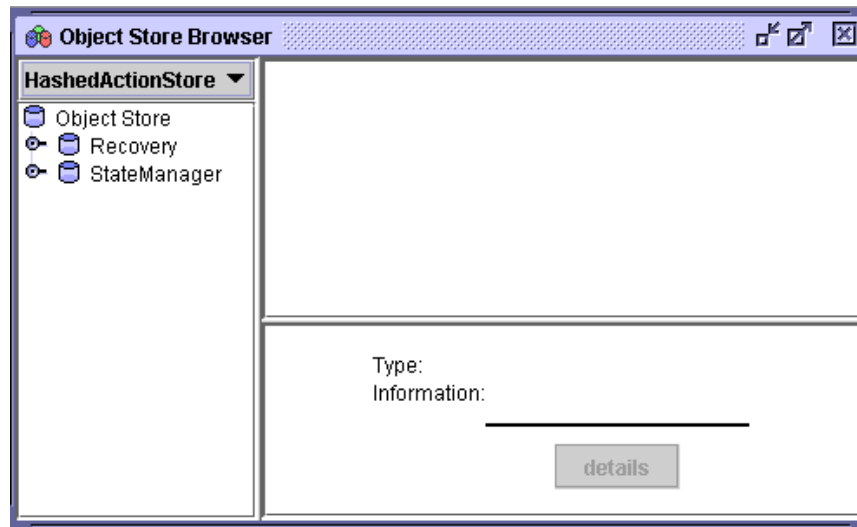 Object Store Browser
HashedActionStore
Object Store
Recovery
StateManager
Type:
Information:
details